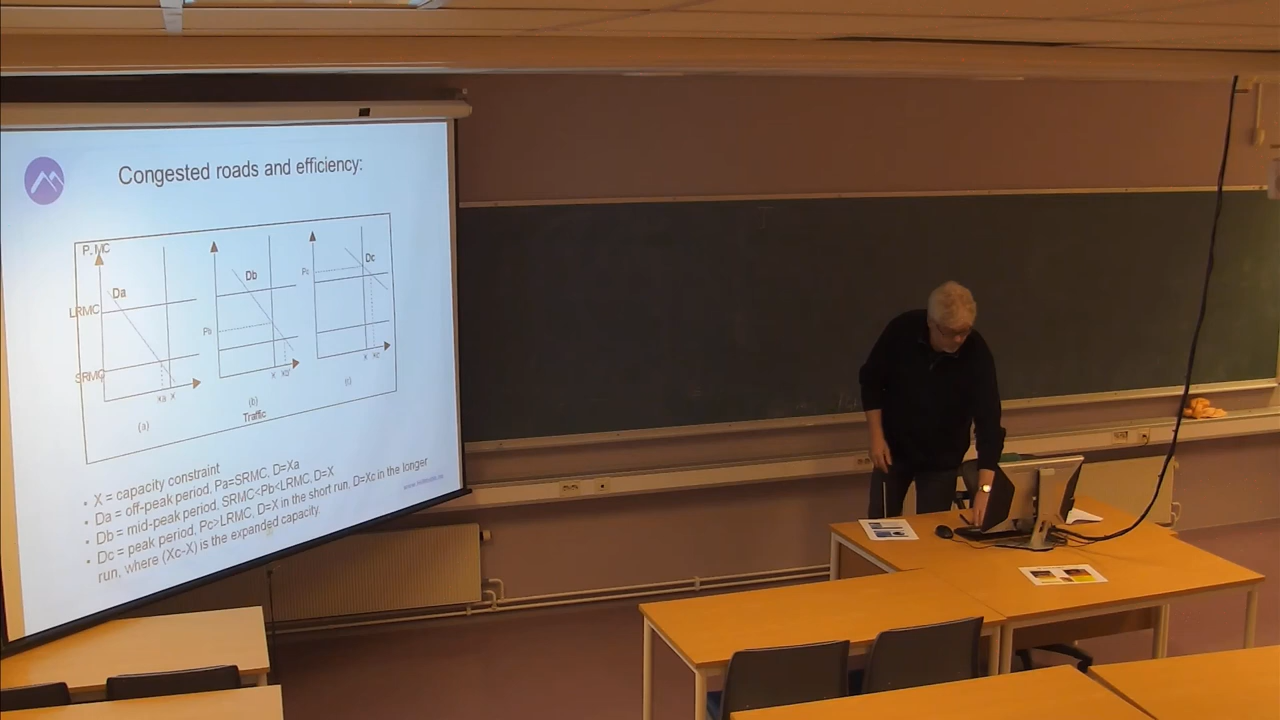 Congested roads and efficiency:
P. MC
Da
Db
Dc
Pc
LRMC
Pb
SRMC
Xa X
X Xb
X Xc
(a)
(b)
(c)
Traffic
• X = capacity constraint
• Da = off-peak period, Pa=SRMC, D=Xa
• Db = mid-peak period, SRMC<Pb<LRMC, D=X
• Dc = peak period, Pc>LRMC, D=X in the short run, D=Xc in the longer
run, where (Xc-X) is the expanded capacity.